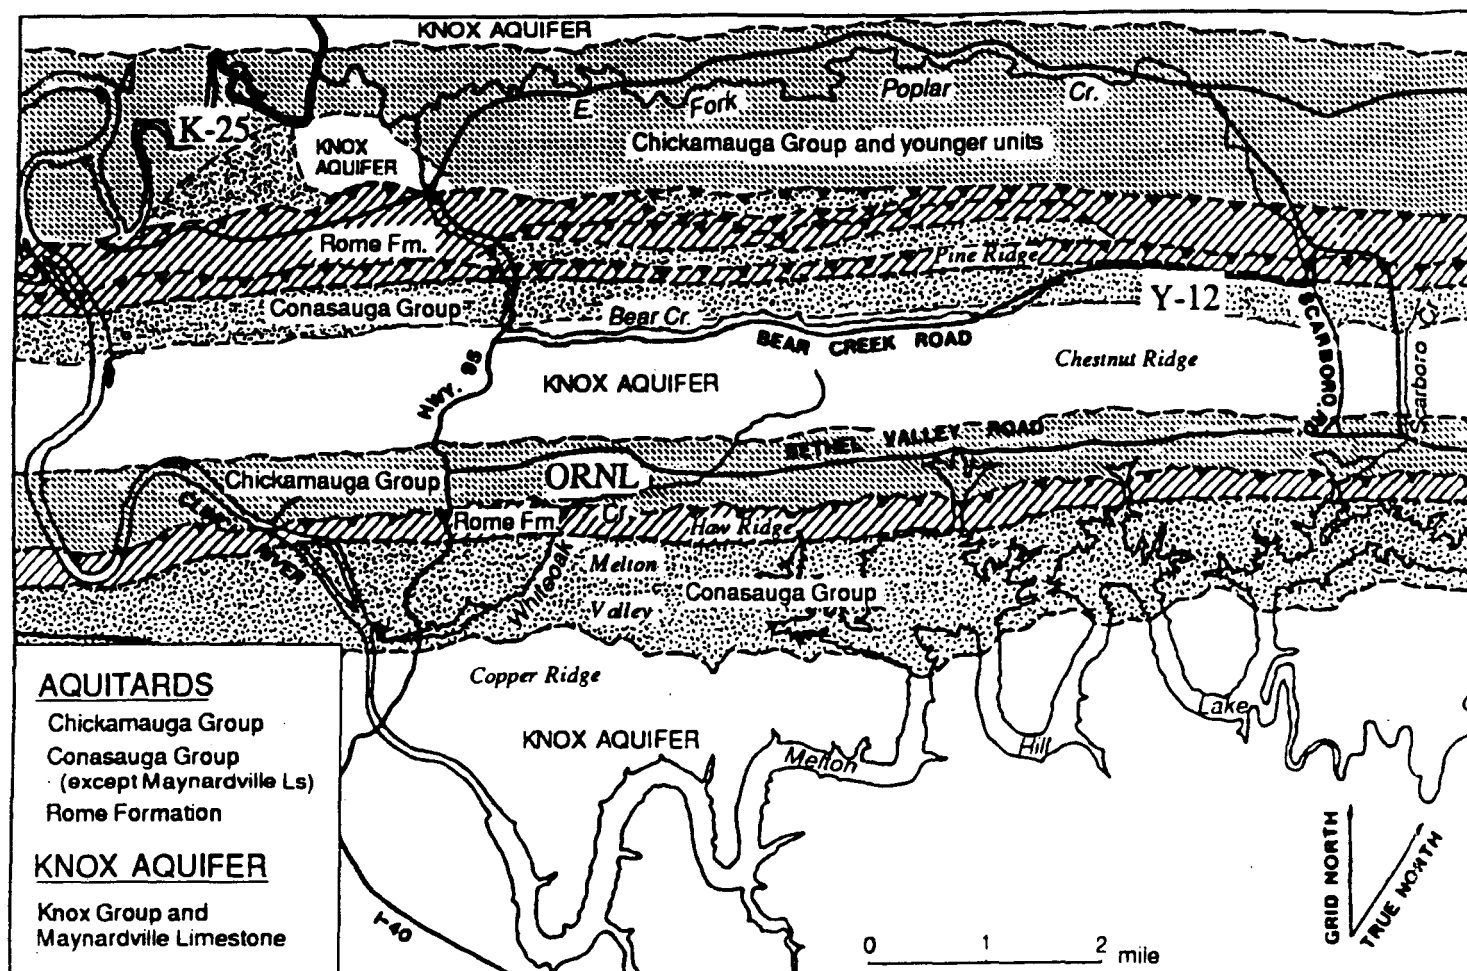 KNOX AQUIFER
E. Fork Poplar Cr.
K-25
KNOX
AQUIFER
Chickamauga Group and younger units
Rome Fm.
Pine Ridge
Conasauga Group
Bear Cr.
Y-12
BEAR CREEK ROAD
Chestnut Ridge
SCARBORO RD
Scarboro Cr.
HWY. 95
KNOX AQUIFER
BETHEL VALLEY ROAD
Chickamauga Group
ORNL
CLINCH RIVER
Rome Fm.
Whiteoak Cr.
Haw Ridge
Melton
Valley
Conasauga Group
Copper Ridge
KNOX AQUIFER
Melton Hill Lake
I-40
AQUITARDS
Chickamauga Group
Conasauga Group
(except Maynardville Ls)
Rome Formation
KNOX AQUIFER
Knox Group and
Maynardville Limestone
0 1 2 mile
GRID NORTH
TRUE NORTH